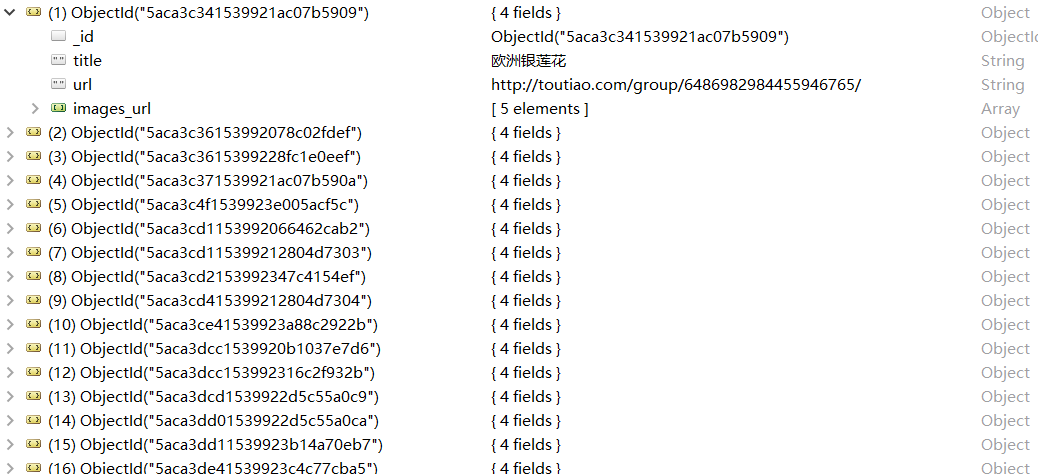 (1) ObjectId("5aca3c341539921ac07b5909") { 4 fields } Object
_id ObjectId("5aca3c341539921ac07b5909") ObjectId
title 欧洲银莲花 String
url http://toutiao.com/group/6486982984455946765/ String
images_url [ 5 elements ] Array
(2) ObjectId("5aca3c36153992078c02fdef") { 4 fields } Object
(3) ObjectId("5aca3c3615399228fc1e0eef") { 4 fields } Object
(4) ObjectId("5aca3c371539921ac07b590a") { 4 fields } Object
(5) ObjectId("5aca3c4f1539923e005acf5c") { 4 fields } Object
(6) ObjectId("5aca3cd1153992066462cab2") { 4 fields } Object
(7) ObjectId("5aca3cd115399212804d7303") { 4 fields } Object
(8) ObjectId("5aca3cd2153992347c4154ef") { 4 fields } Object
(9) ObjectId("5aca3cd415399212804d7304") { 4 fields } Object
(10) ObjectId("5aca3ce41539923a88c2922b") { 4 fields } Object
(11) ObjectId("5aca3dcc1539920b1037e7d6") { 4 fields } Object
(12) ObjectId("5aca3dcc153992316c2f932b") { 4 fields } Object
(13) ObjectId("5aca3dcd1539922d5c55a0c9") { 4 fields } Object
(14) ObjectId("5aca3dd01539922d5c55a0ca") { 4 fields } Object
(15) ObjectId("5aca3dd11539923b14a70eb7") { 4 fields } Object
(16) ObjectId("5aca3de41539923c4c77cba5") { 4 fields } Object